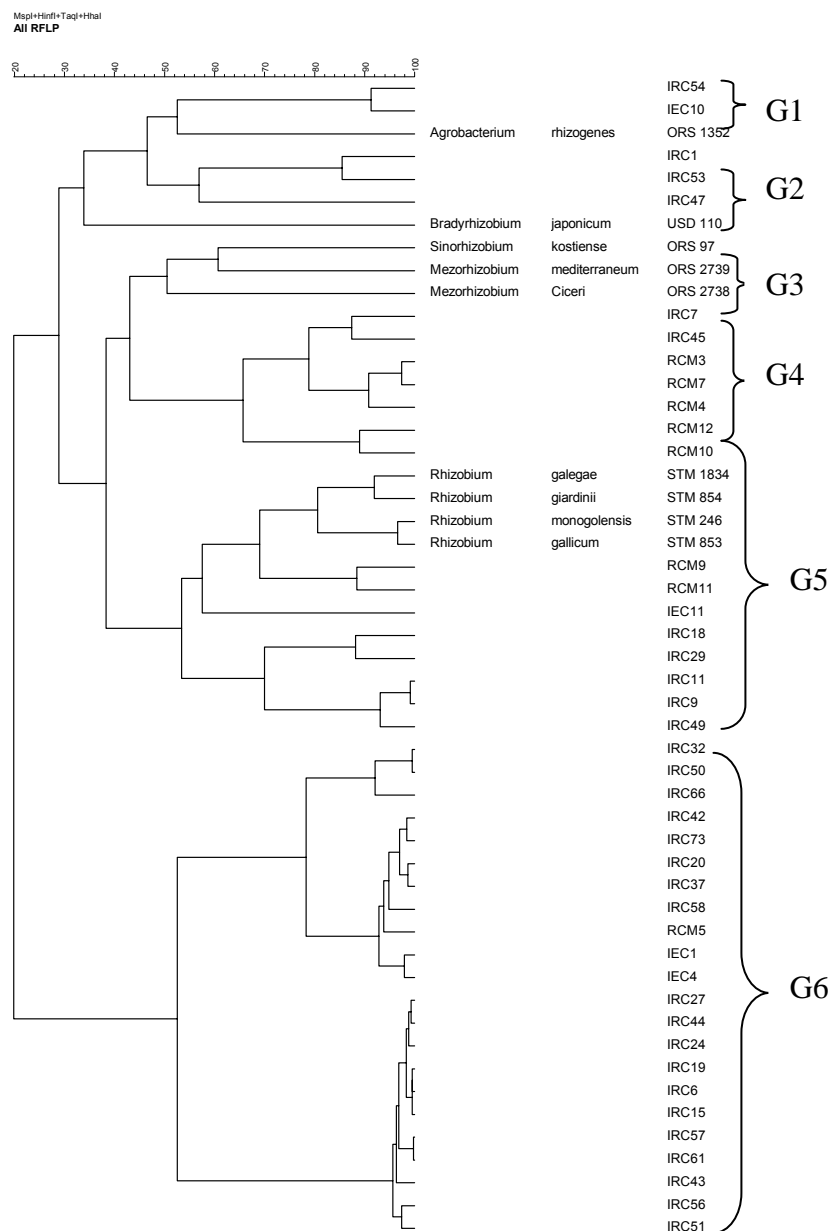 MspI+HinfI+TaqI+HhaI
All RFLP
20 30 40 50 60 70 80 90 100
IRC54
IEC10
G1
Agrobacterium rhizogenes ORS 1352
IRC1
IRC53
G2
IRC47
Bradyrhizobium japonicum USD 110
Sinorhizobium kostiense ORS 97
Mezorhizobium mediterraneum ORS 2739
G3
Mezorhizobium Ciceri ORS 2738
IRC7
IRC45
RCM3
G4
RCM7
RCM4
RCM12
RCM10
Rhizobium galegae STM 1834
Rhizobium giardinii STM 854
Rhizobium monogolensis STM 246
Rhizobium gallicum STM 853
RCM9
G5
RCM11
IEC11
IRC18
IRC29
IRC11
IRC9
IRC49
IRC32
IRC50
IRC66
IRC42
IRC73
IRC20
IRC37
IRC58
RCM5
IEC1
IEC4
G6
IRC27
IRC44
IRC24
IRC19
IRC6
IRC15
IRC57
IRC61
IRC43
IRC56
IRC51